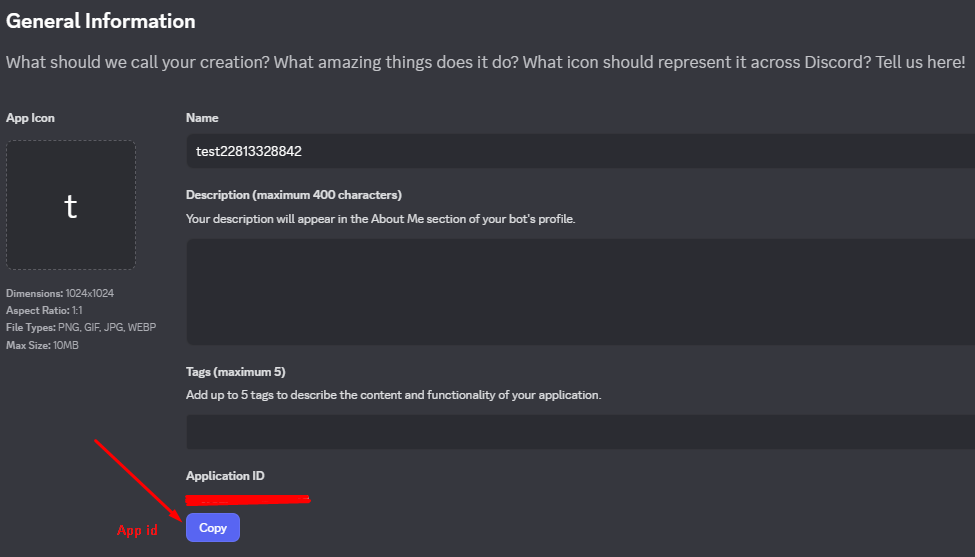 General Information
What should we call your creation? What amazing things does it do? What icon should represent it across Discord? Tell us here!
App Icon
t
Dimensions: 1024x1024
Aspect Ratio: 1:1
File Types: PNG, GIF, JPG, WEBP
Max Size: 10MB
Name
test22813328842
Description (maximum 400 characters)
Your description will appear in the About Me section of your bot's profile.
Tags (maximum 5)
Add up to 5 tags to describe the content and functionality of your application.
Application ID
App id
Copy